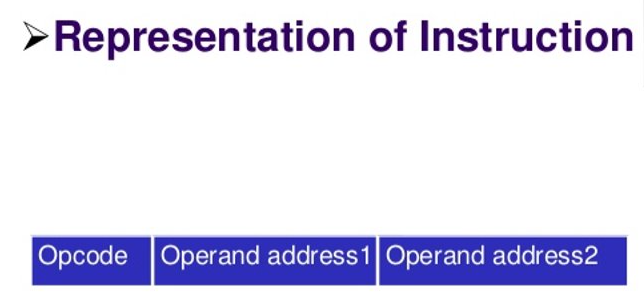 ➢Representation of Instruction
Opcode Operand address1 Operand address2